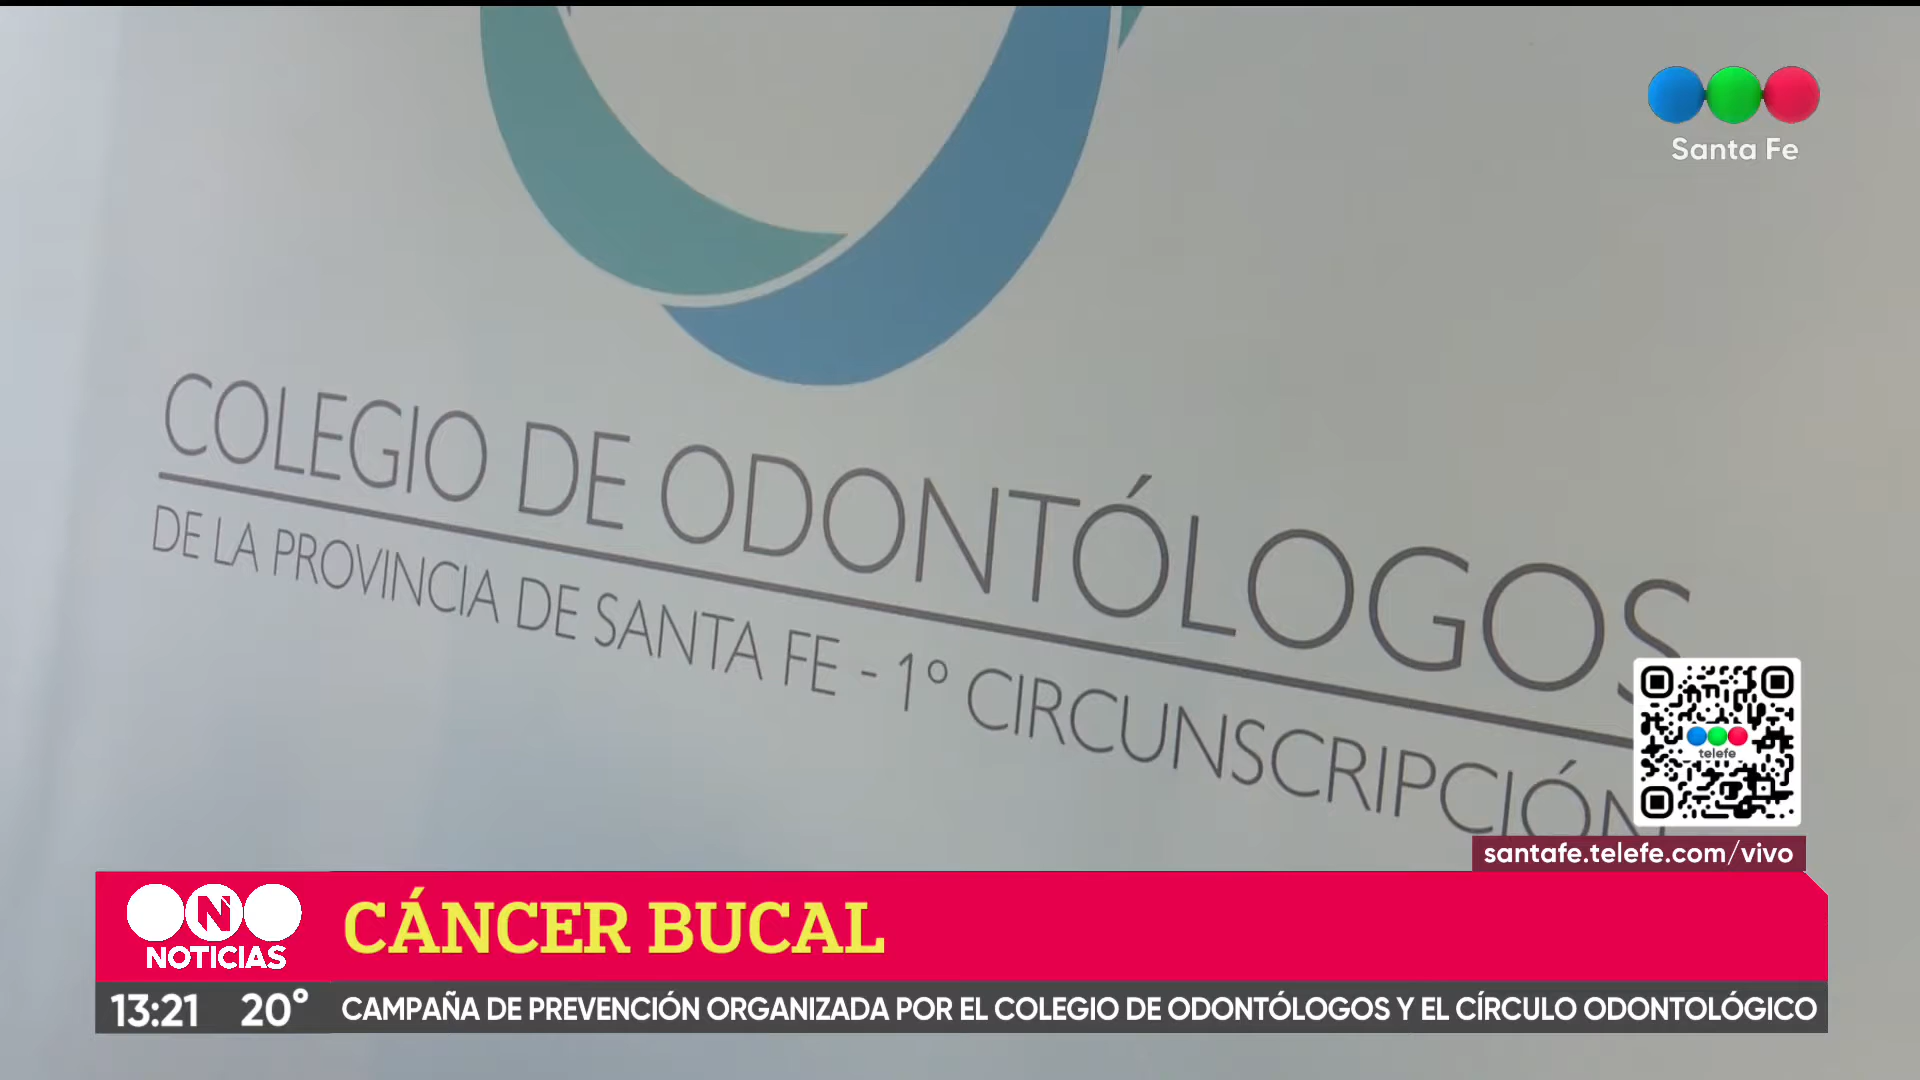 Santa Fe
COLEGIO DE ODONTÓLOGOS
DE LA PROVINCIA DE SANTA FE - 1º CIRCUNSCRIPCIÓN
telefe
santafe.telefe.com/vivo
N
NOTICIAS
CÁNCER BUCAL
13:21 20°
CAMPAÑA DE PREVENCIÓN ORGANIZADA POR EL COLEGIO DE ODONTÓLOGOS Y EL CÍRCULO ODONTOLÓGICO